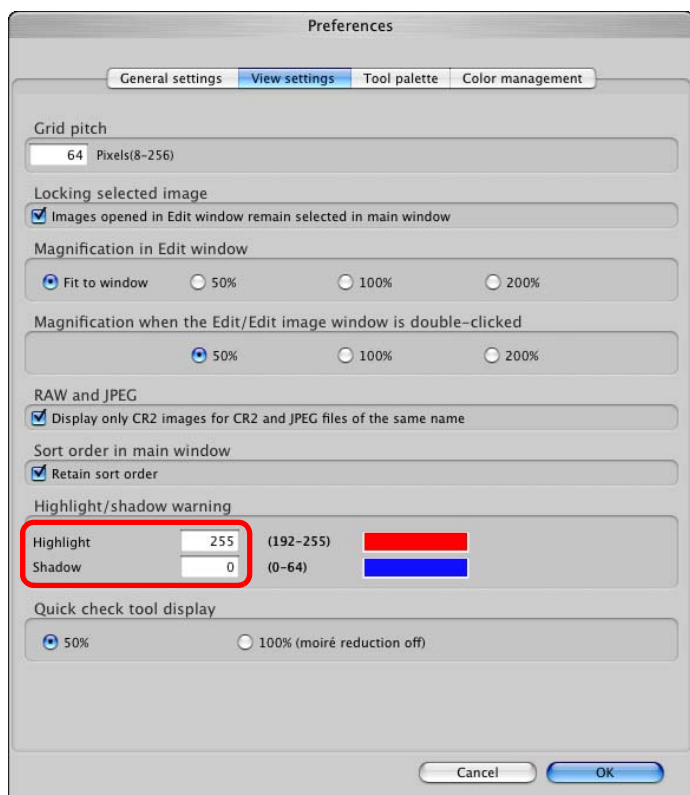 Preferences
General settings View settings Tool palette Color management
Grid pitch
64 Pixels(8-256)
Locking selected image
Images opened in Edit window remain selected in main window
Magnification in Edit window
Fit to window 50% 100% 200%
Magnification when the Edit/Edit image window is double-clicked
50% 100% 200%
RAW and JPEG
Display only CR2 images for CR2 and JPEG files of the same name
Sort order in main window
Retain sort order
Highlight/shadow warning
Highlight 255 (192-255)
Shadow 0 (0-64)
Quick check tool display
50% 100% (moiré reduction off)
Cancel OK